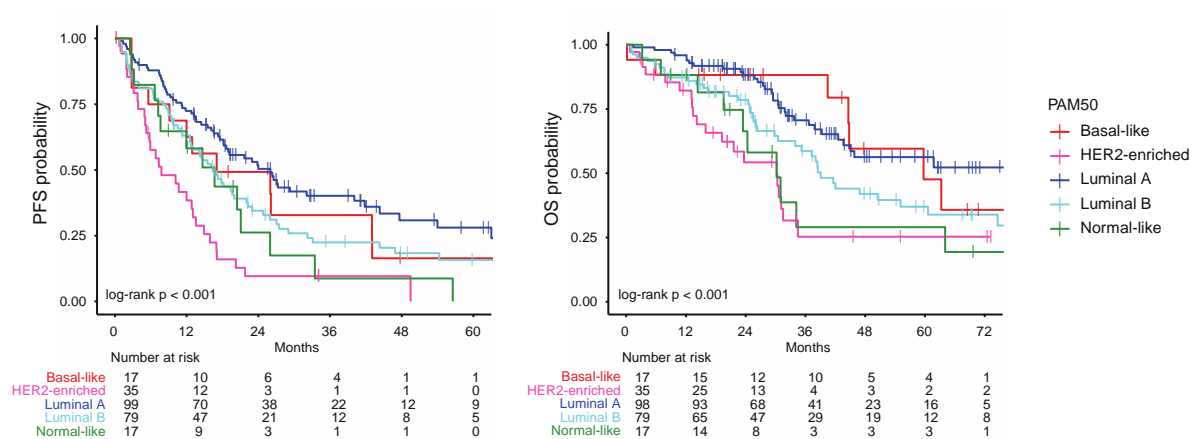 1.00
0.75
0.50
0.25
0.00
PFS probability
log-rank p < 0.001
0 12 24 36 48 60
Months
Number at risk
Basal-like 17 10 6 4 1 1
HER2-enriched 35 12 3 1 1 0
Luminal A 99 70 38 22 12 9
Luminal B 79 47 21 12 8 5
Normal-like 17 9 3 1 1 0
1.00
0.75
0.50
0.25
0.00
OS probability
log-rank p < 0.001
0 12 24 36 48 60 72
Months
Number at risk
Basal-like 17 15 12 10 5 4 1
HER2-enriched 35 25 13 4 3 2 2
Luminal A 98 93 68 41 23 16 5
Luminal B 79 65 47 29 19 12 8
Normal-like 17 14 8 3 3 3 1
PAM50
Basal-like
HER2-enriched
Luminal A
Luminal B
Normal-like